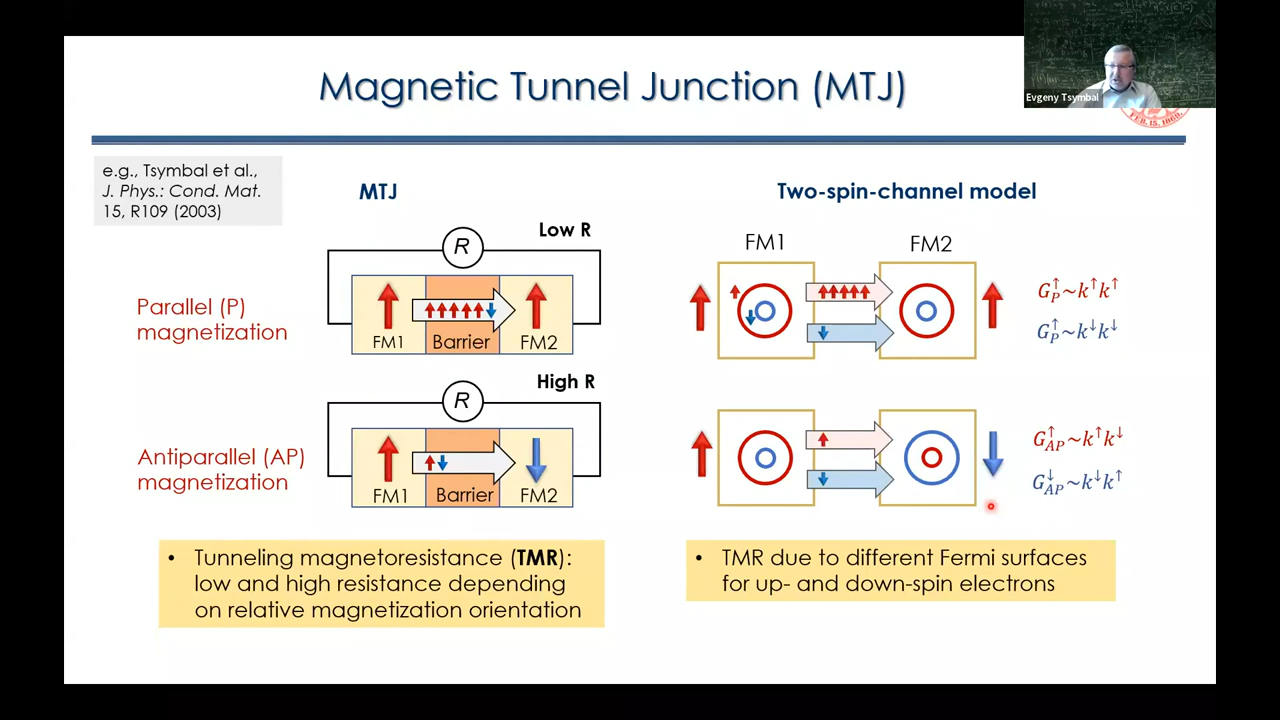 Magnetic Tunnel Junction (MTJ)
Evgeny Tsymbal
FEB. 15. 1869.
e.g., Tsymbal et al.,
J. Phys.: Cond. Mat.
15, R109 (2003)
MTJ
Two-spin-channel model
Low R
R
Parallel (P)
magnetization
FM1
Barrier
FM2
High R
R
Antiparallel (AP)
magnetization
FM1
Barrier
FM2
FM1
FM2
G_P^↑~k^↑k^↑
G_P^↑~k^↓k^↓
G_AP^↑~k^↑k^↓
G_AP^↓~k^↓k^↑
• Tunneling magnetoresistance (TMR):
low and high resistance depending
on relative magnetization orientation
• TMR due to different Fermi surfaces
for up- and down-spin electrons